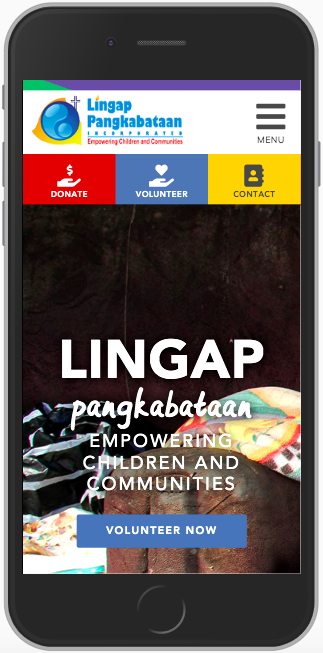 Lingap
Pangkabataan
INCORPORATED
Empowering Children and Communities
MENU
DONATE
VOLUNTEER
CONTACT
LINGAP
pangkabataan
EMPOWERING
CHILDREN AND
COMMUNITIES
VOLUNTEER NOW